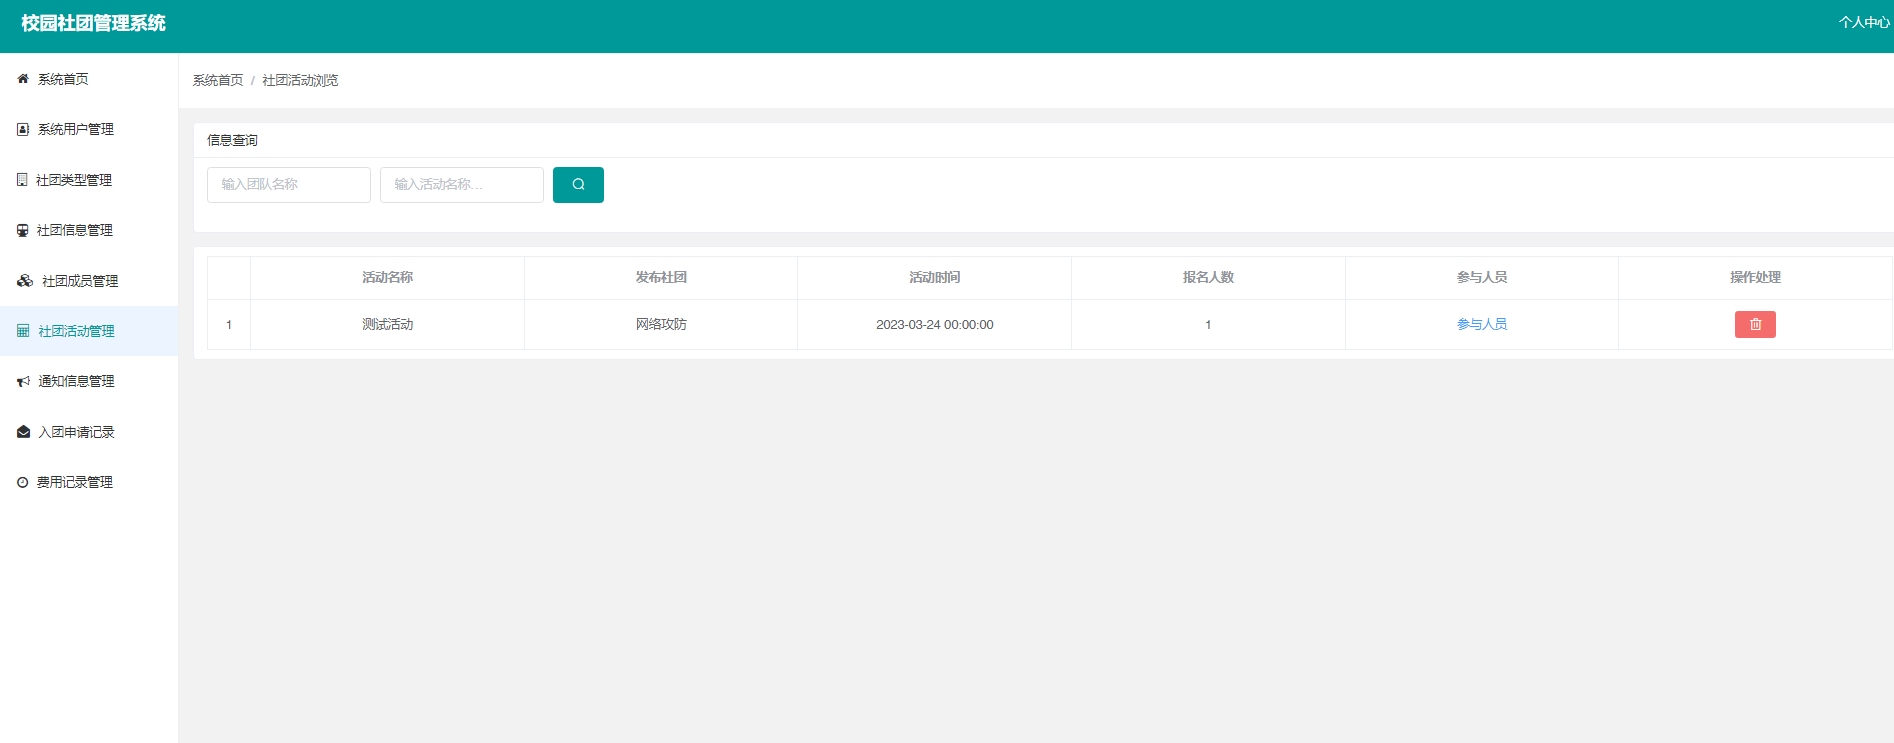 校园社团管理系统
个人中心
系统首页
系统用户管理
社团类型管理
社团信息管理
社团成员管理
社团活动管理
通知信息管理
入团申请记录
费用记录管理
系统首页 / 社团活动浏览
信息查询
输入团队名称 输入活动名称...
活动名称 发布社团 活动时间 报名人数 参与人员 操作处理
1 测试活动 网络攻防 2023-03-24 00:00:00 1 参与人员